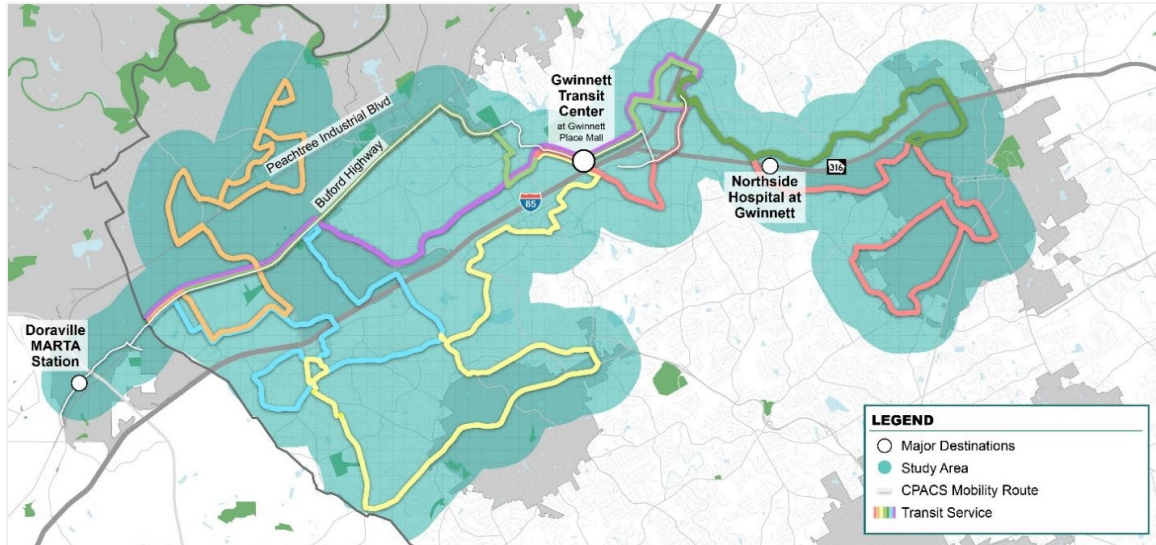 Peachtree Industrial Blvd
Buford Highway
Gwinnett
Transit
Center
at Gwinnett
Place Mall
85
316
Northside
Hospital at
Gwinnett
Doraville
MARTA
Station
LEGEND
Major Destinations
Study Area
CPACS Mobility Route
Transit Service